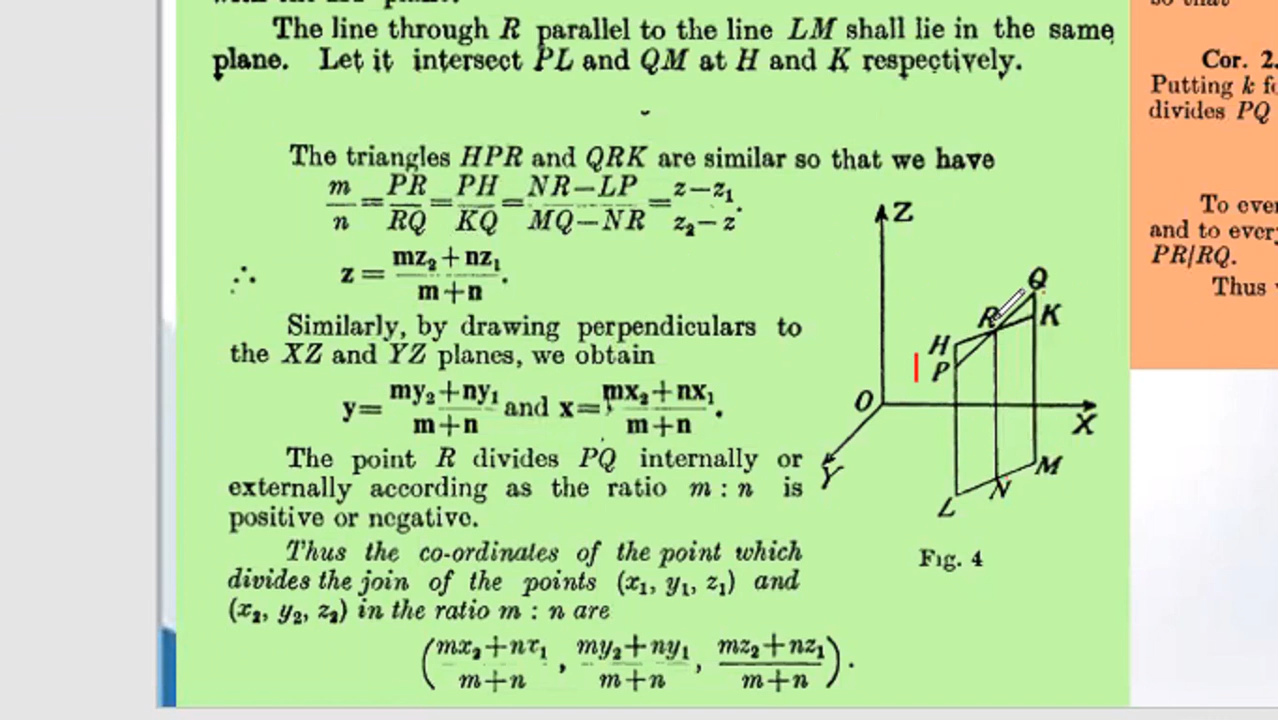 The line through R parallel to the line LM shall lie in the same
plane. Let it intersect PL and QM at H and K respectively.
The triangles HPR and QRK are similar so that we have
m/n = PR/RQ = PH/KQ = NR−LP/MQ−NR = z−z₁/z₂−z.
∴ z = mz₂+nz₁/m+n.
Similarly, by drawing perpendiculars to
the XZ and YZ planes, we obtain
y = my₂+ny₁/m+n and x = mx₂+nx₁/m+n.
The point R divides PQ internally or
externally according as the ratio m : n is
positive or negative.
Thus the co-ordinates of the point which
divides the join of the points (x₁, y₁, z₁) and
(x₂, y₂, z₂) in the ratio m : n are
(mx₂+nx₁/m+n, my₂+ny₁/m+n, mz₂+nz₁/m+n).
Z
Q
R
K
H
P
O
X
Y
M
N
L
Fig. 4
so that
Cor. 2.
Putting k
divides PQ
To
and to
PR/RQ.
Thus